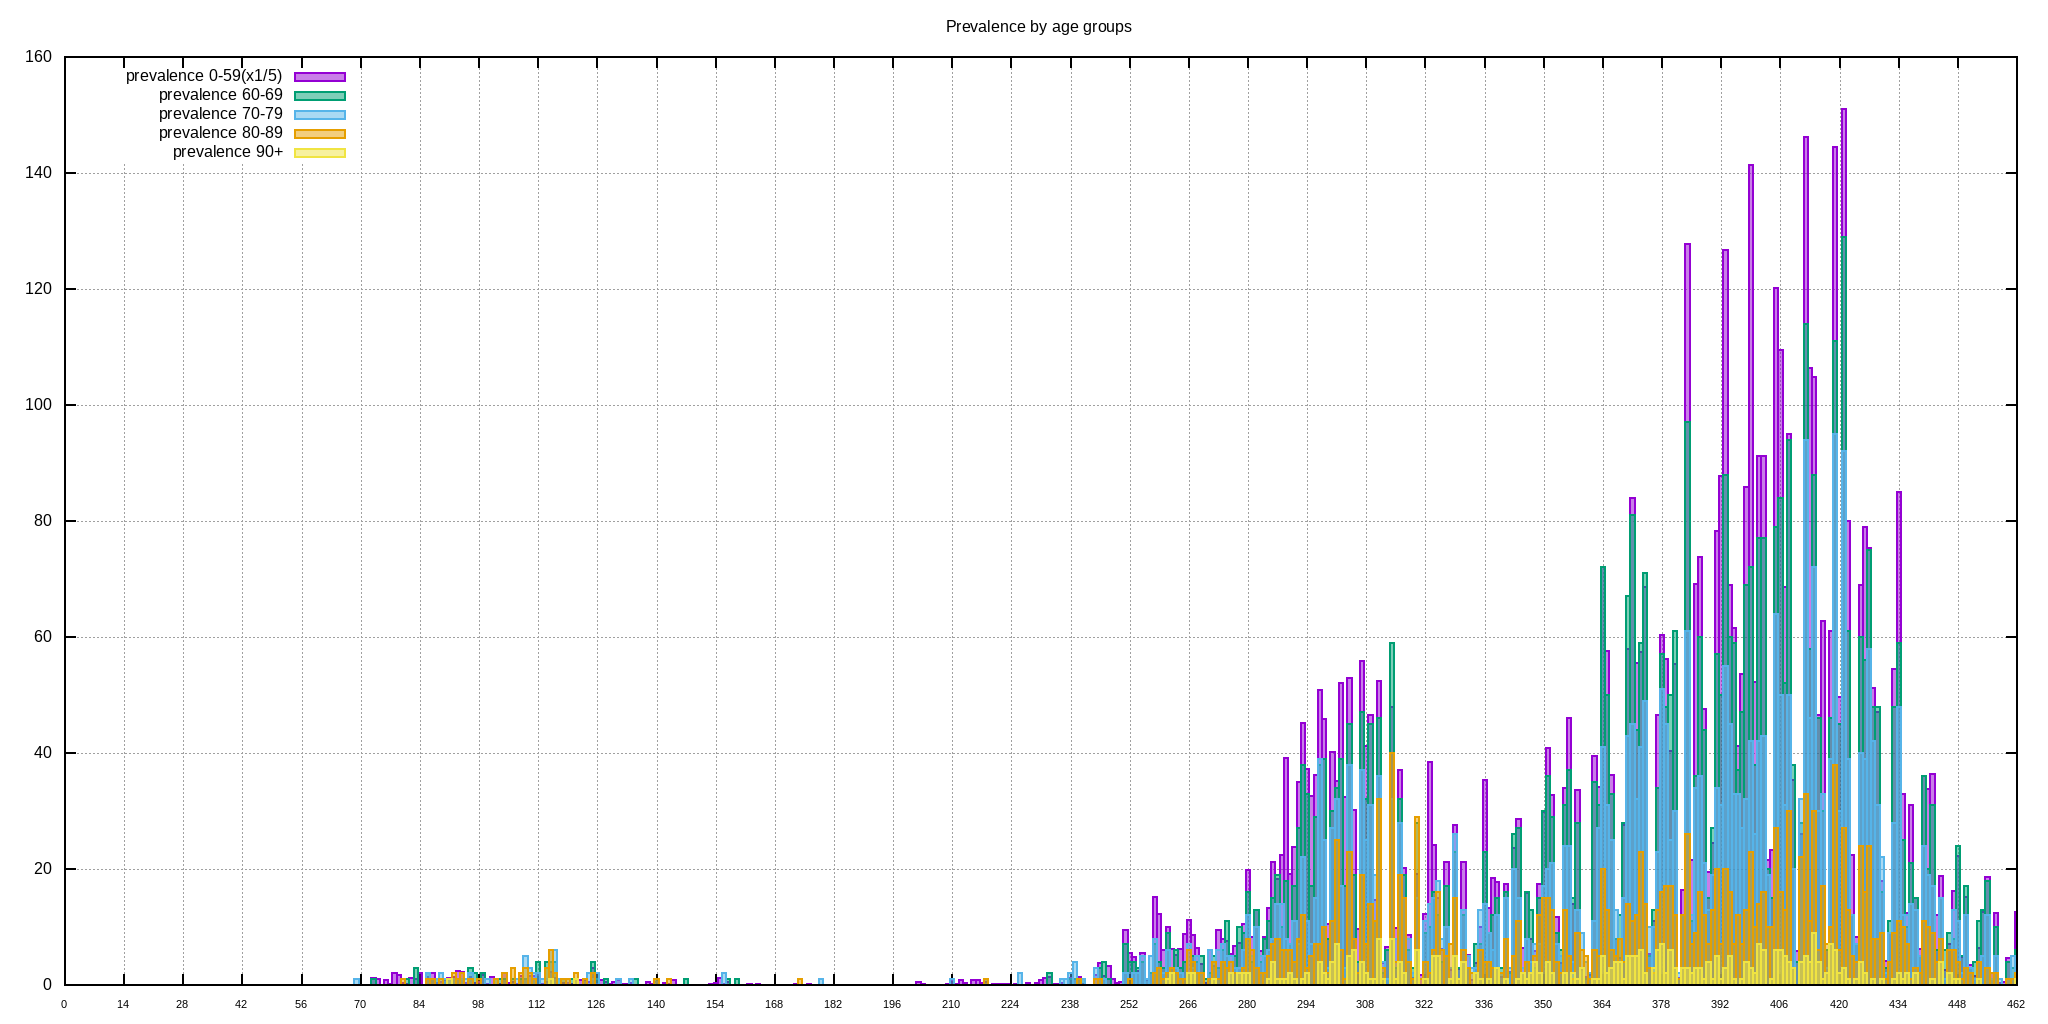 Prevalence by age groups
160
prevalence 0-59(x1/5)
prevalence 60-69
prevalence 70-79
prevalence 80-89
prevalence 90+
140
120
100
80
60
40
20
0
0 14 28 42 56 70 84 98 112 126 140 154 168 182 196 210 224 238 252 266 280 294 308 322 336 350 364 378 392 406 420 434 448 462